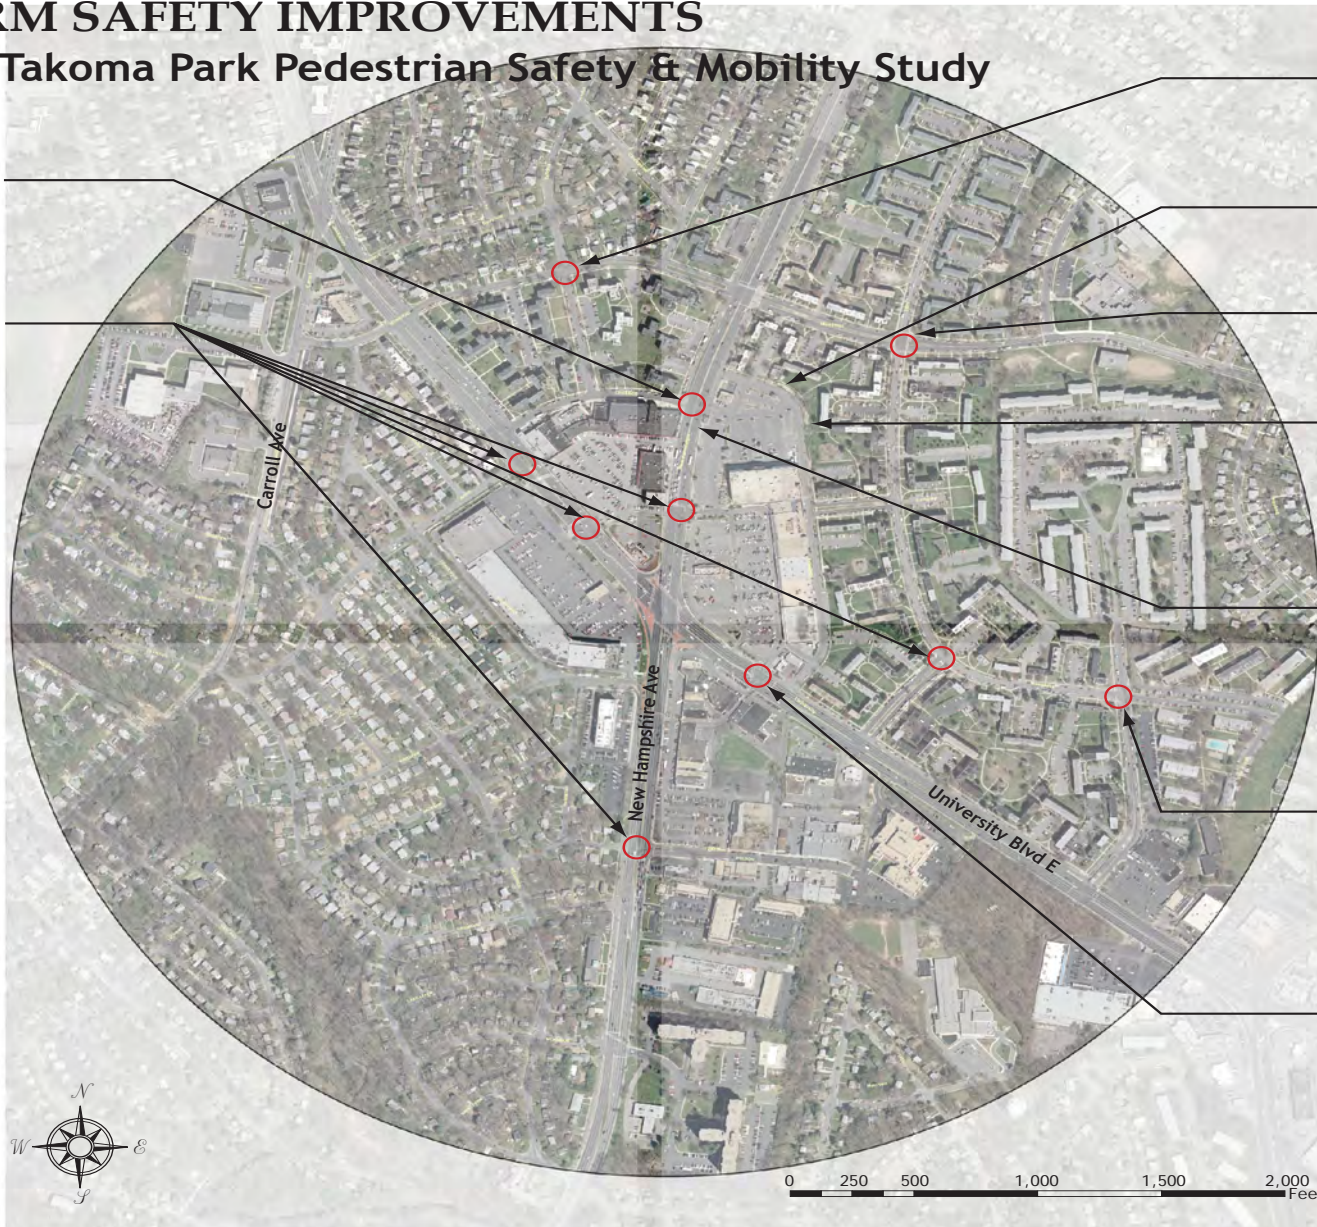 RM SAFETY IMPROVEMENTS
Takoma Park Pedestrian Safety & Mobility Study
Carroll Ave
New Hampshire Ave
University Blvd E
N
W E
S
0 250 500 1,000 1,500 2,000
Fee